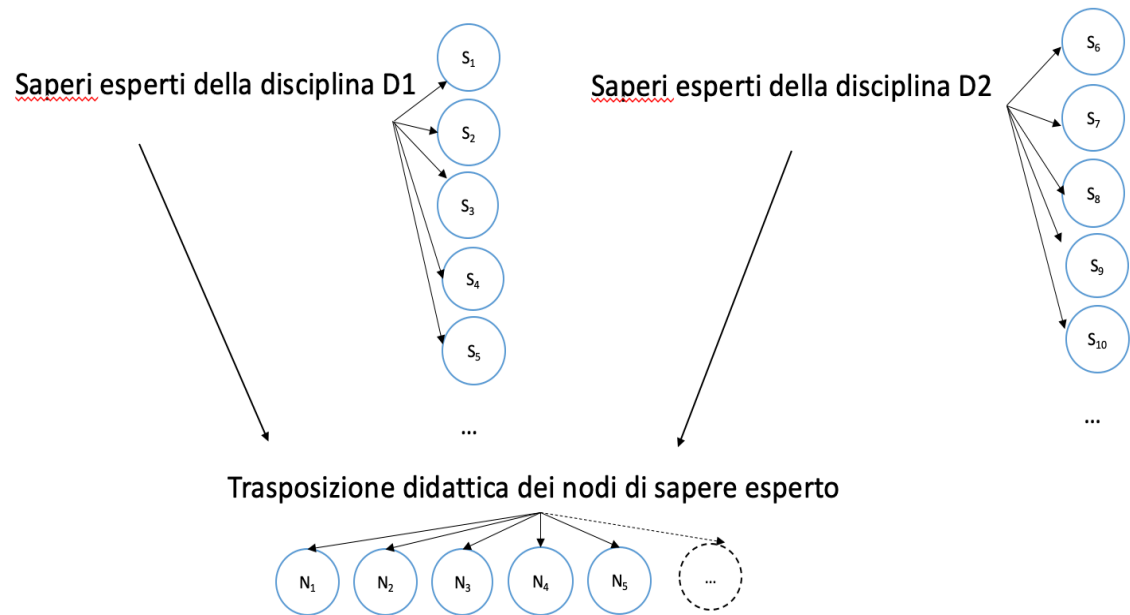 Saperi esperti della disciplina D1
S1
S2
S3
S4
S5
...
Saperi esperti della disciplina D2
S6
S7
S8
S9
S10
...
Trasposizione didattica dei nodi di sapere esperto
N1
N2
N3
N4
N5
...